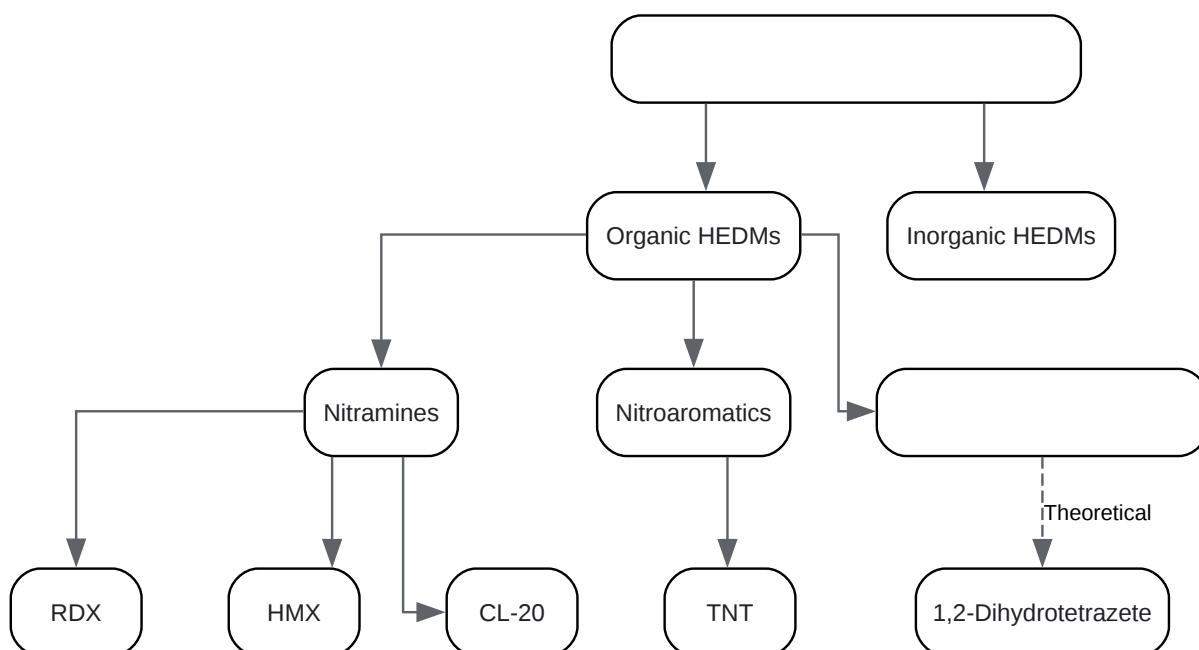 Organic HEDMs
Inorganic HEDMs
Nitramines
Nitroaromatics
Theoretical
RDX
HMX
CL-20
TNT
1,2-Dihydrotetrazete